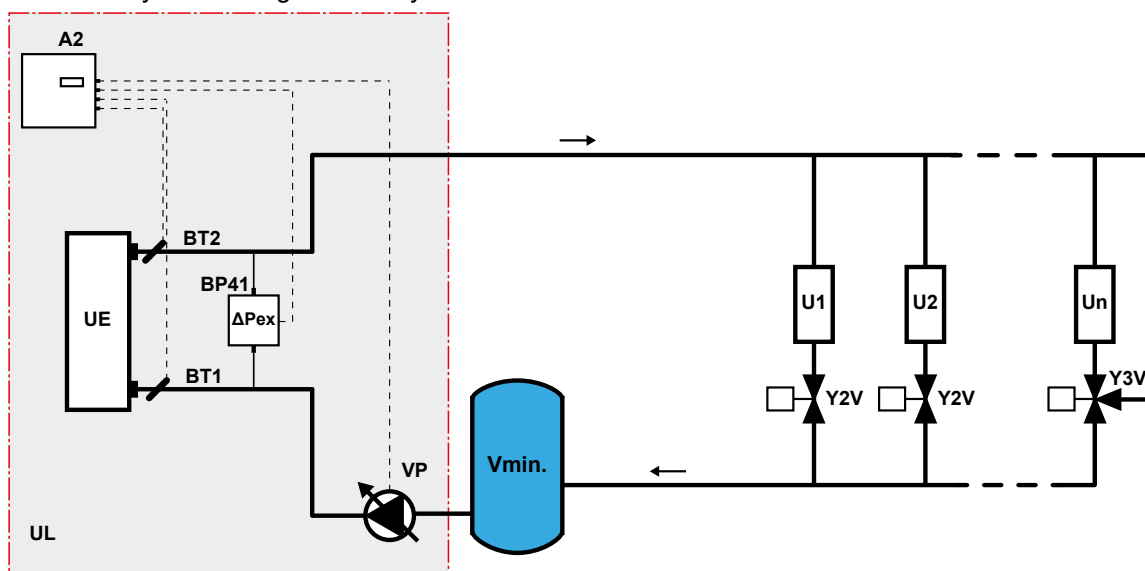 A2
BT2
BP41
ΔPex
UE
BT1
U1
U2
Un
Y2V
Y2V
Y3V
Vmin.
VP
UL